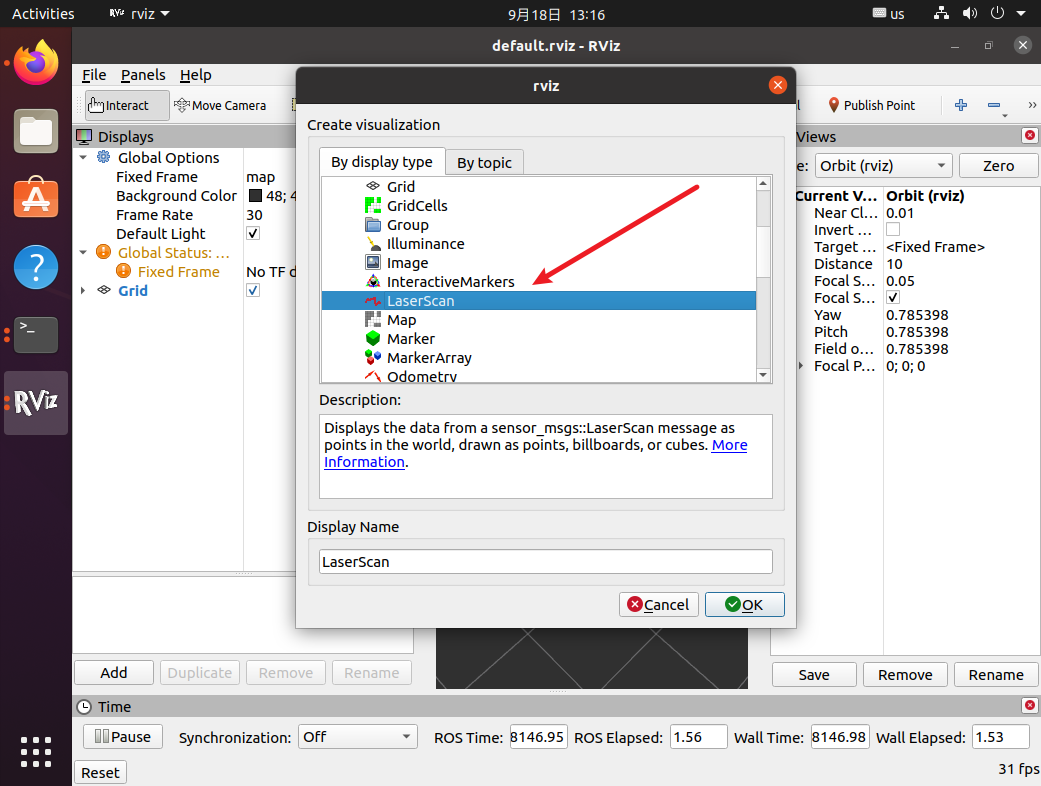 Activities
RViz rviz
9月18日 13:16
us
default.rviz - RViz
File Panels Help
Interact
Move Camera
Publish Point
»
Displays
Global Options
Fixed Frame map
Background Color 48; 4
Frame Rate 30
Default Light
Global Status: ...
Fixed Frame No TF d
Grid
Add
Duplicate
Remove
Rename
rviz
Create visualization
By display type
By topic
Grid
GridCells
Group
Illuminance
Image
InteractiveMarkers
LaserScan
Map
Marker
MarkerArray
Odometry
Description:
Displays the data from a sensor_msgs::LaserScan message as
points in the world, drawn as points, billboards, or cubes. More
Information.
Display Name
LaserScan
Cancel
OK
Views
e: Orbit (rviz)
Zero
Current V... Orbit (rviz)
Near Cl... 0.01
Invert ...
Target ... <Fixed Frame>
Distance 10
Focal S... 0.05
Focal S...
Yaw 0.785398
Pitch 0.785398
Field o... 0.785398
Focal P... 0; 0; 0
Save
Remove
Rename
RViz
Time
Pause
Synchronization: Off
ROS Time: 8146.95
ROS Elapsed: 1.56
Wall Time: 8146.98
Wall Elapsed: 1.53
Reset
31 fps